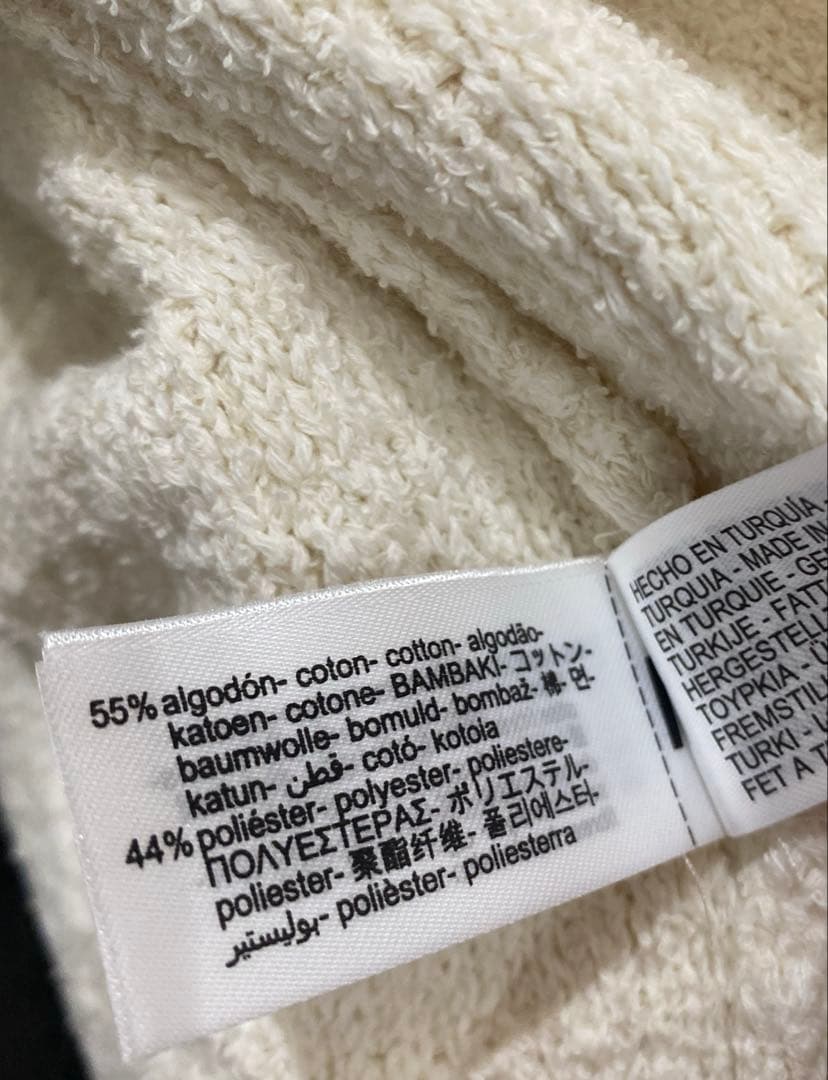 55% algodón- coton- cotton- algodão-
katoen- cotone- ΒΑΜΒΑΚΙ- コットン-
baumwolle- bomuld- bombaž- 棉- 면-
katun- قطن- cotó- kotoia
44% poliéster- polyester- poliestere-
ΠΟΛΥΕΣΤΕΡΑΣ- ポリエステル-
poliester- 聚酯纤维- 폴리에스터-
بوليستير- polièster- poliesterra
HECHO EN TURQUÍA -
TURQUIA - MADE IN
EN TURQUIE - GE
TURKIJE - FATT
HERGESTELL
ΤΟΥΡΚΙΑ - Ü
FREMSTIL
TURKI - U
FET A T